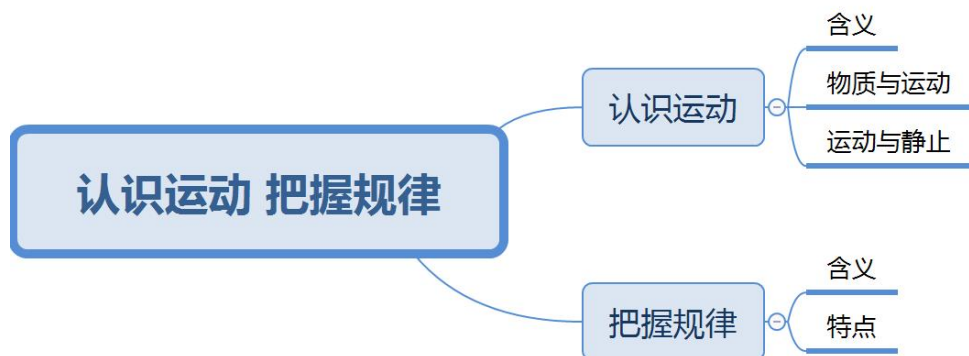 认识运动 把握规律
认识运动
含义
物质与运动
运动与静止
把握规律
含义
特点